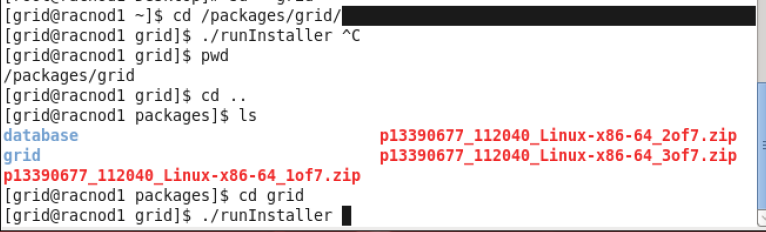 [grid@racnod1 ~]$ cd /packages/grid/
[grid@racnod1 grid]$ ./runInstaller ^C
[grid@racnod1 grid]$ pwd
/packages/grid
[grid@racnod1 grid]$ cd ..
[grid@racnod1 packages]$ ls
database p13390677_112040_Linux-x86-64_2of7.zip
grid p13390677_112040_Linux-x86-64_3of7.zip
p13390677_112040_Linux-x86-64_1of7.zip
[grid@racnod1 packages]$ cd grid
[grid@racnod1 grid]$ ./runInstaller